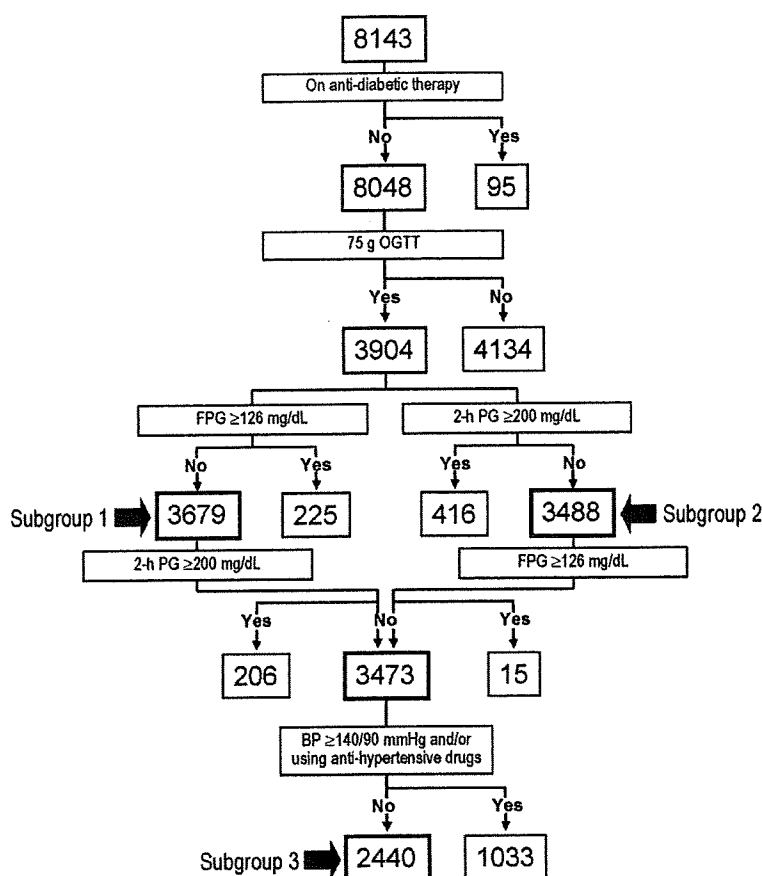 8143
On anti-diabetic therapy
No Yes
8048 95
75 g OGTT
Yes No
3904 4134
FPG ≥126 mg/dL 2-h PG ≥200 mg/dL
No Yes Yes No
Subgroup 1 3679 225 416 3488 Subgroup 2
2-h PG ≥200 mg/dL FPG ≥126 mg/dL
Yes No Yes
206 3473 15
BP ≥140/90 mmHg and/or
using anti-hypertensive drugs
No Yes
Subgroup 3 2440 1033